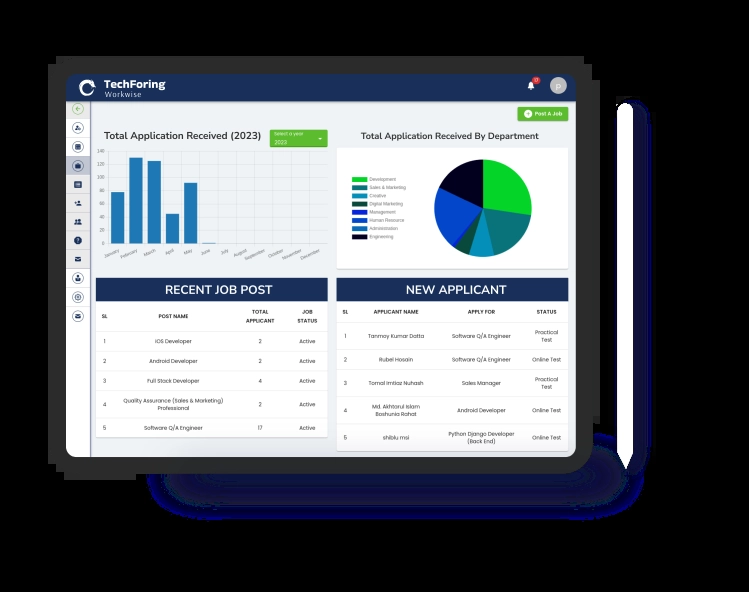 TechForing
Workwise
Post A Job
Total Application Received (2023)
Select a year
2023
140
120
100
80
60
40
20
0
January
February
March
April
May
June
July
August
September
October
November
December
Total Application Received By Department
Development
Sales & Marketing
Creative
Digital Marketing
Management
Human Resource
Administration
Engineering
RECENT JOB POST
SL POST NAME TOTAL APPLICANT JOB STATUS
1 IOS Developer 2 Active
2 Android Developer 2 Active
3 Full Stack Developer 4 Active
4 Quality Assurance (Sales & Marketing) Professional 2 Active
5 Software Q/A Engineer 17 Active
NEW APPLICANT
SL APPLICANT NAME APPLY FOR STATUS
1 Tanmoy Kumar Datta Software Q/A Engineer Practical Test
2 Rubel Hosain Software Q/A Engineer Online Test
3 Tomal Imtiaz Nuhash Sales Manager Practical Test
4 Md. Akhtarul Islam Boshunia Rahat Android Developer Online Test
5 shiblu msi Python Django Developer (Back End) Online Test